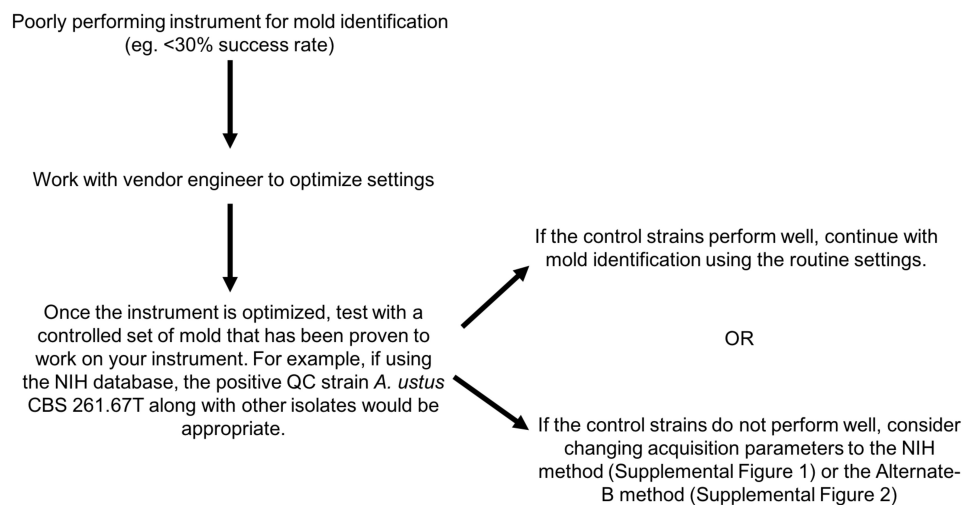 Poorly performing instrument for mold identification
(eg. <30% success rate)
Work with vendor engineer to optimize settings
Once the instrument is optimized, test with a
controlled set of mold that has been proven to
work on your instrument. For example, if using
the NIH database, the positive QC strain A. ustus
CBS 261.67T along with other isolates would be
appropriate.
If the control strains perform well, continue with
mold identification using the routine settings.
OR
If the control strains do not perform well, consider
changing acquisition parameters to the NIH
method (Supplemental Figure 1) or the Alternate-
B method (Supplemental Figure 2)